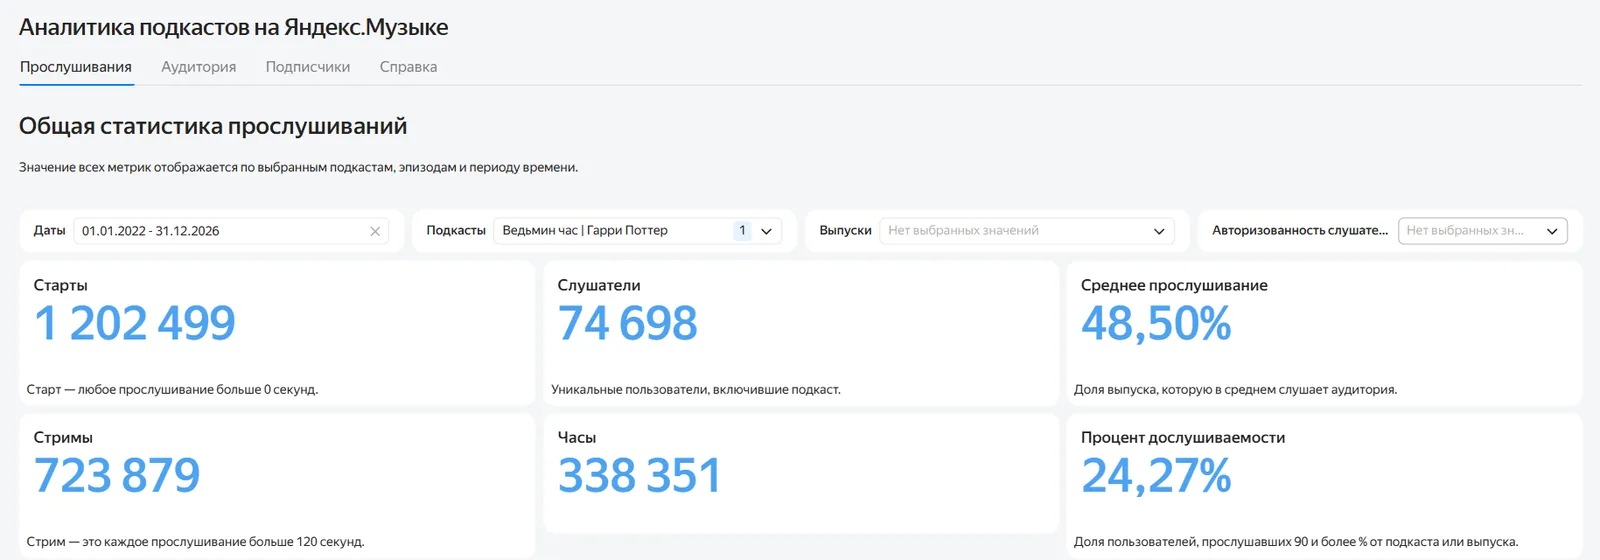 Аналитика подкастов на Яндекс.Музыке
Прослушивания Аудитория Подписчики Справка
Общая статистика прослушиваний
Значение всех метрик отображается по выбранным подкастам, эпизодам и периоду времени.
Даты 01.01.2022 - 31.12.2026 Подкасты Ведьмин час | Гарри Поттер 1 Выпуски Нет выбранных значений Авторизованность слушате... Нет выбранных зн...
Старты
1 202 499
Старт — любое прослушивание больше 0 секунд.
Слушатели
74 698
Уникальные пользователи, включившие подкаст.
Среднее прослушивание
48,50%
Доля выпуска, которую в среднем слушает аудитория.
Стримы
723 879
Стрим — это каждое прослушивание больше 120 секунд.
Часы
338 351
Процент дослушиваемости
24,27%
Доля пользователей, прослушавших 90 и более % от подкаста или выпуска.